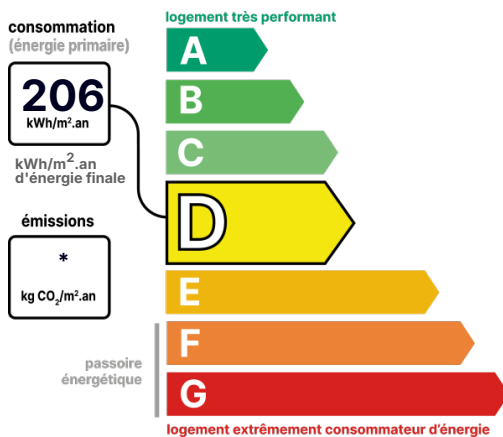 logement très performant
consommation
(énergie primaire)
A
206
kWh/m².an
B
kWh/m².an
d'énergie finale
C
D
émissions
*
kg CO₂/m².an
E
F
passoire
énergétique
G
logement extrêmement consommateur d'énergie